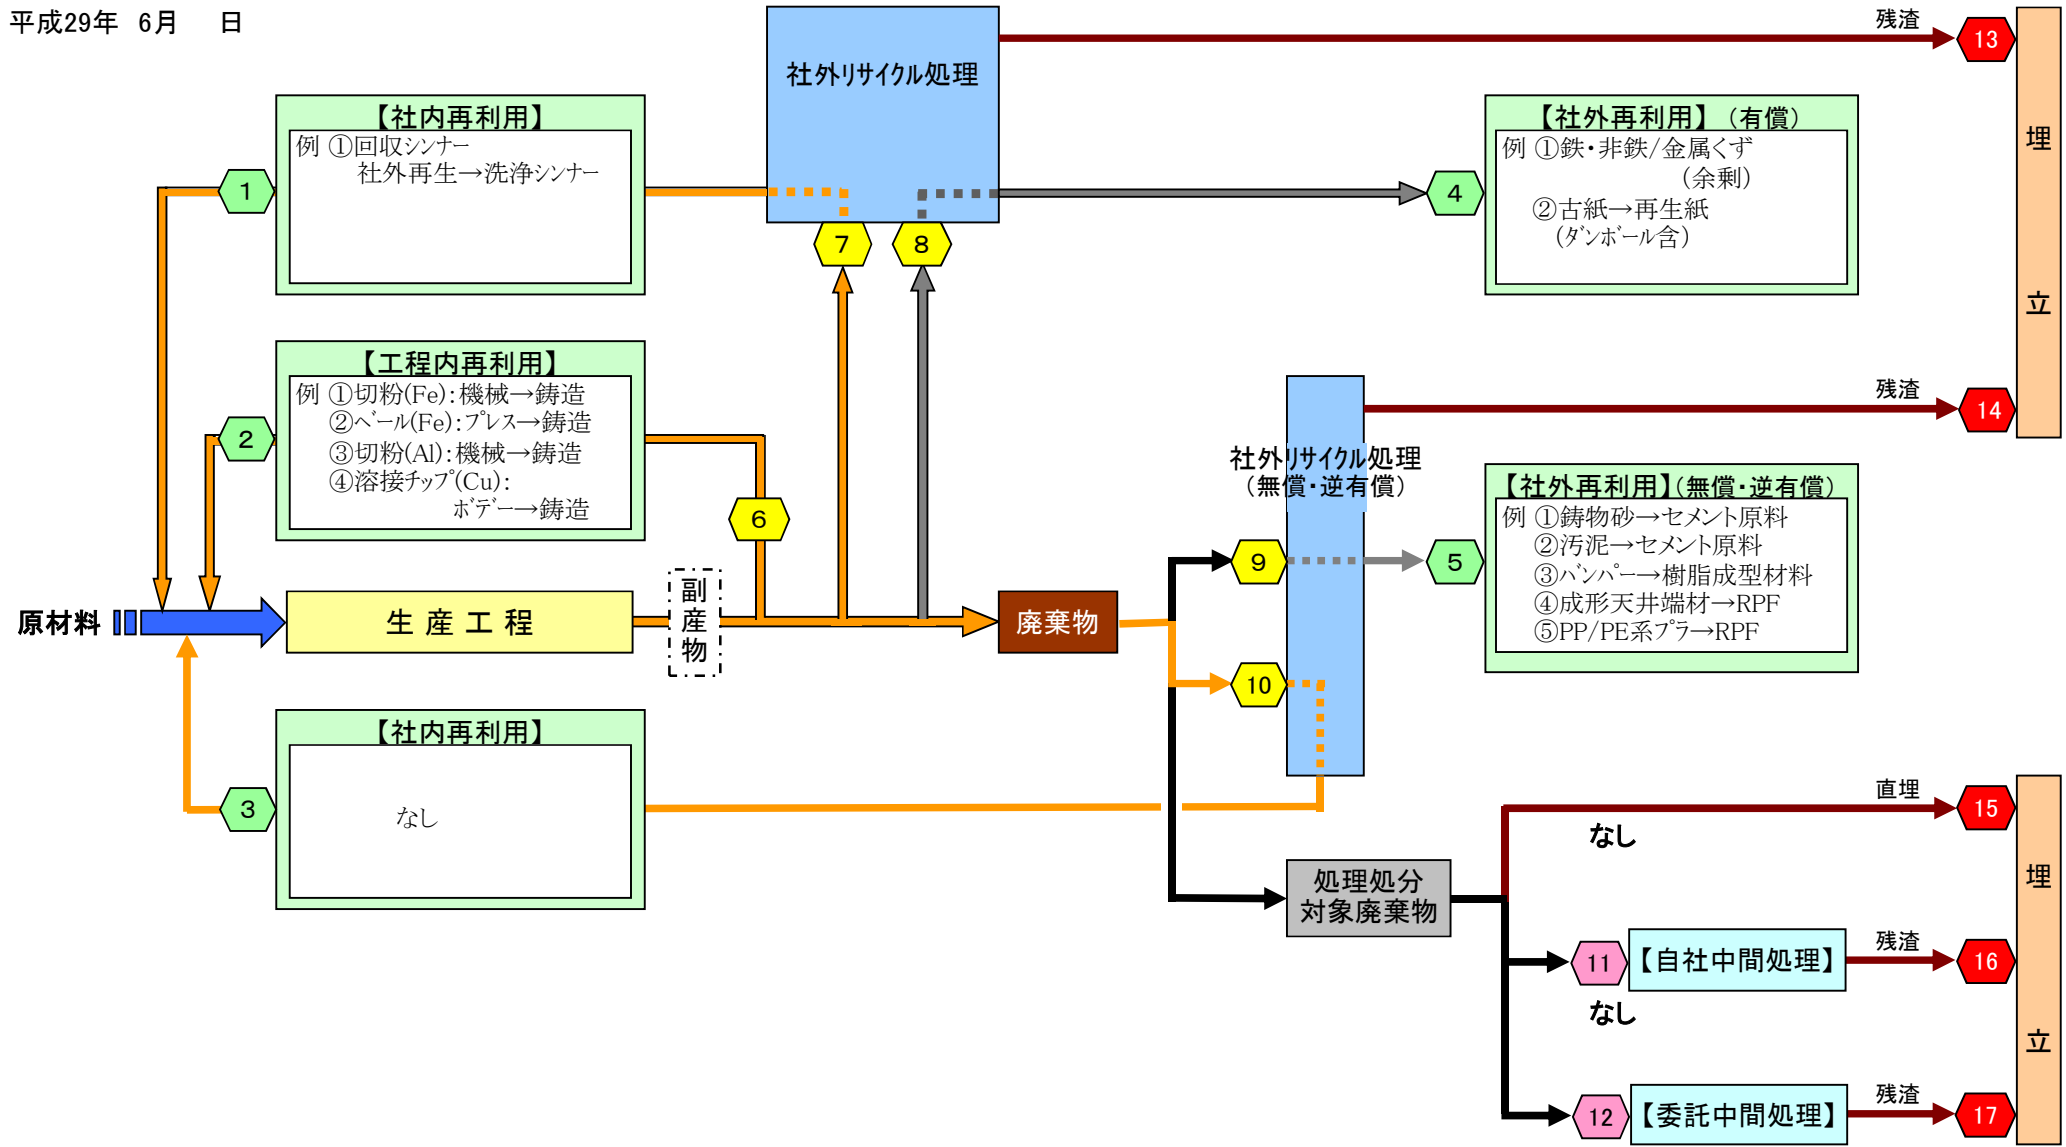 平成29年 6月 日
社外ﾘｻｲｸﾙ処理
残渣
13
埋
立
【社内再利用】
例 ①回収ｼﾝﾅｰ
社外再生→洗浄ｼﾝﾅｰ
1
7
8
4
【社外再利用】（有償）
例 ①鉄・非鉄/金属くず
（余剰）
②古紙→再生紙
（ﾀﾞﾝﾎﾞｰﾙ含）
【工程内再利用】
例 ①切粉(Fe)：機械→鋳造
②ﾍﾞｰﾙ(Fe)：ﾌﾟﾚｽ→鋳造
③切粉(Al)：機械→鋳造
④溶接ﾁｯﾌﾟ(Cu)：
ﾎﾞﾃﾞｰ→鋳造
2
6
残渣
14
社外ﾘｻｲｸﾙ処理
（無償・逆有償）
【社外再利用】（無償・逆有償）
例 ①鋳物砂→セメント原料
②汚泥→セメント原料
③ﾊﾞﾝﾊﾟｰ→樹脂成型材料
④成形天井端材→RPF
⑤PP/PE系ﾌﾟﾗ→RPF
9
5
原材料
生産工程
副産物
廃棄物
10
【社内再利用】
なし
3
直埋
15
なし
埋
立
処理処分
対象廃棄物
11
【自社中間処理】
残渣
16
なし
12
【委託中間処理】
残渣
17